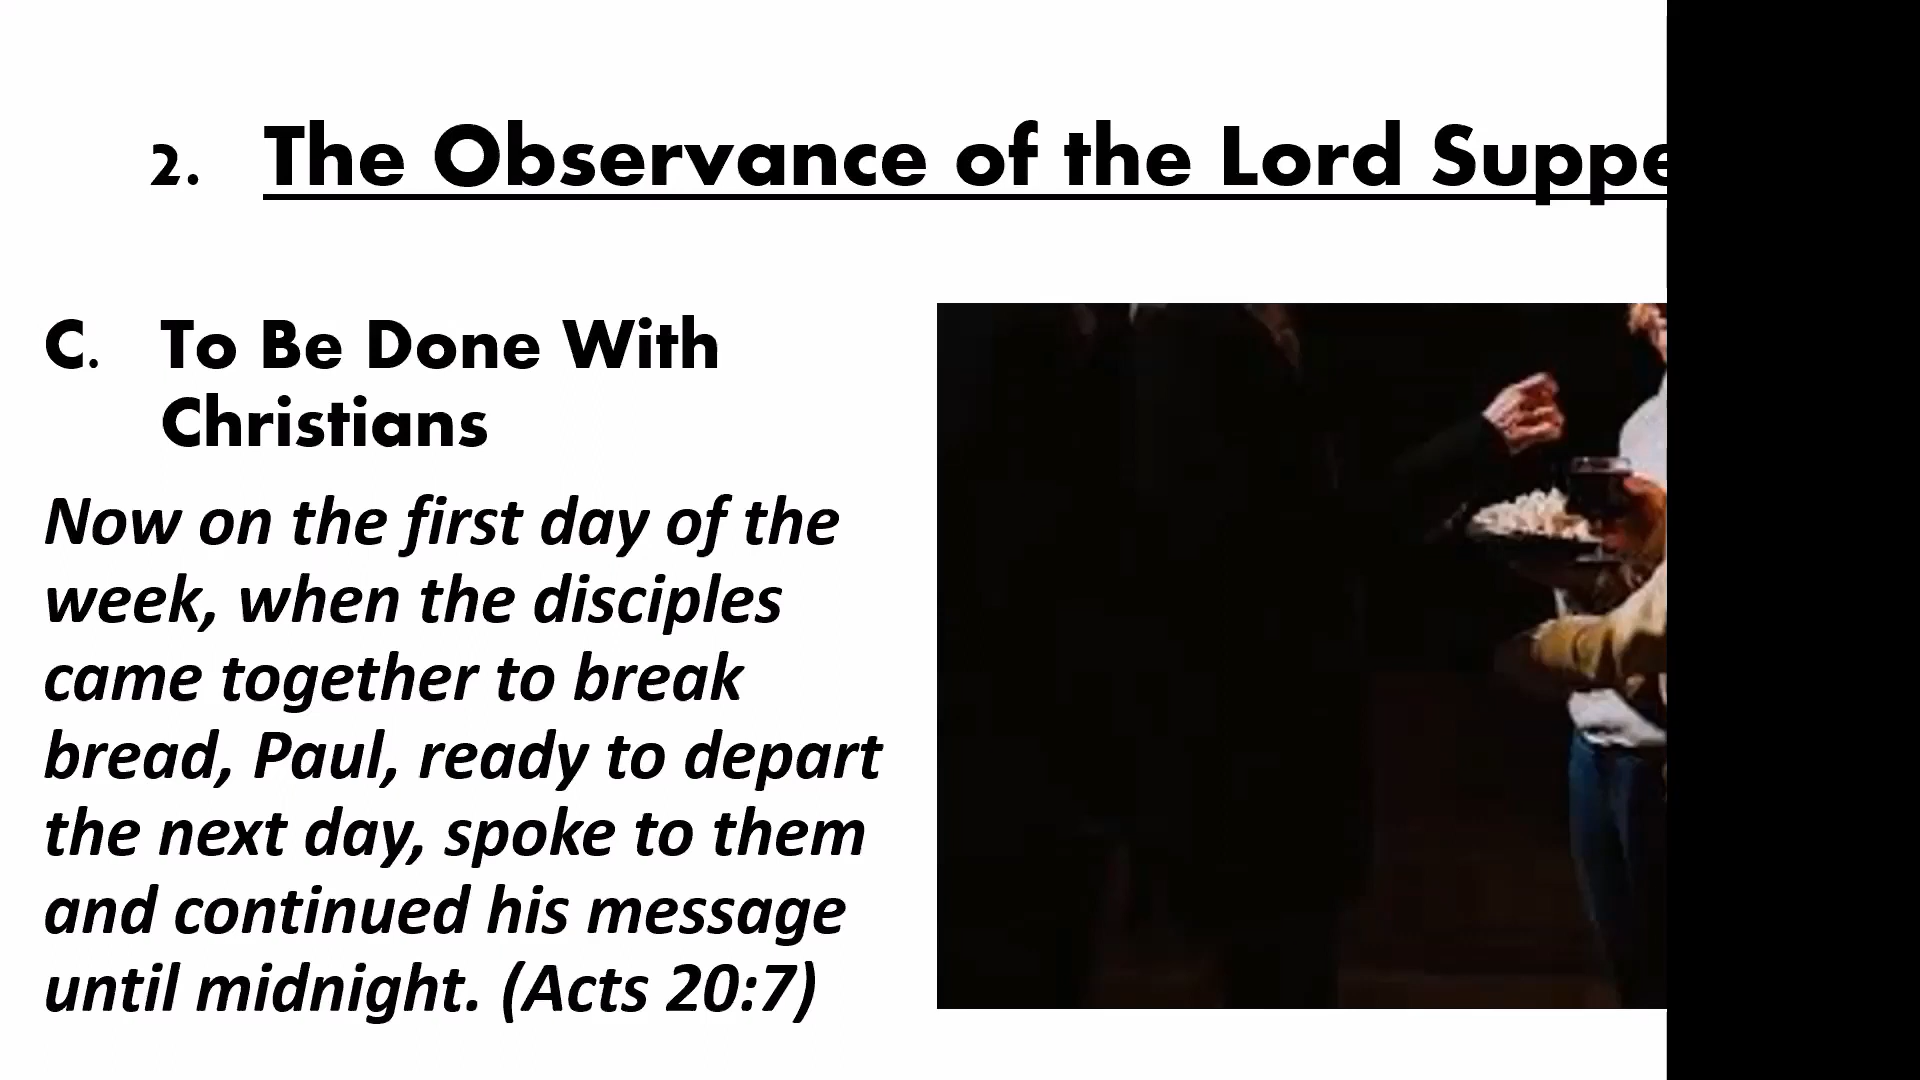 2. The Observance of the Lord Suppe
C. To Be Done With
Christians
Now on the first day of the
week, when the disciples
came together to break
bread, Paul, ready to depart
the next day, spoke to them
and continued his message
until midnight. (Acts 20:7)